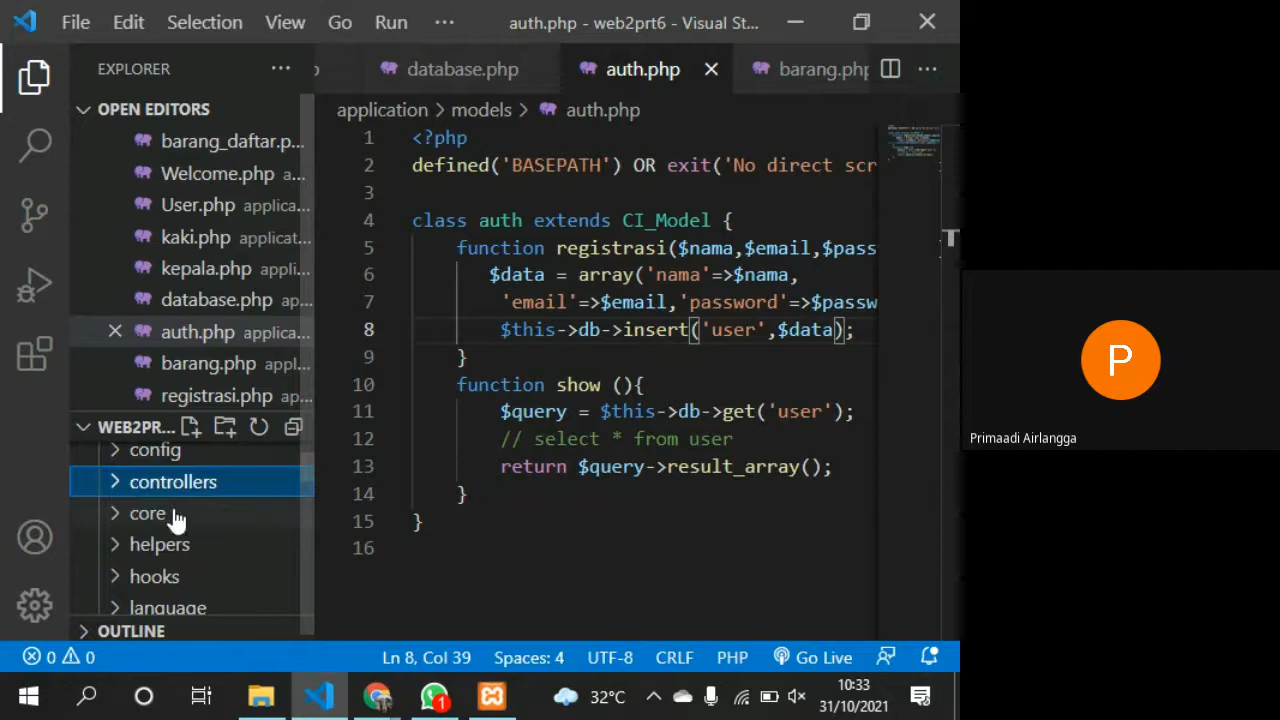 File Edit Selection View Go Run ··· auth.php - web2prt6 - Visual St...
EXPLORER ···
database.php auth.php barang.php ···
OPEN EDITORS
barang_daftar.p...
Welcome.php ap...
User.php applica...
kaki.php applicat...
kepala.php appli...
database.php ap...
auth.php applica...
barang.php appl...
registrasi.php ap...
WEB2PR...
config
controllers
core
helpers
hooks
language
OUTLINE
application > models > auth.php
1 <?php
2 defined('BASEPATH') OR exit('No direct scr
3
4 class auth extends CI_Model {
5 function registrasi($nama,$email,$pass
6 $data = array('nama'=>$nama,
7 'email'=>$email,'password'=>$passw
8 $this->db->insert('user',$data);
9 }
10 function show (){
11 $query = $this->db->get('user');
12 // select * from user
13 return $query->result_array();
14 }
15 }
16
P
Primaadi Airlangga
0 0 Ln 8, Col 39 Spaces: 4 UTF-8 CRLF PHP Go Live
1 32°C 10:33
31/10/2021